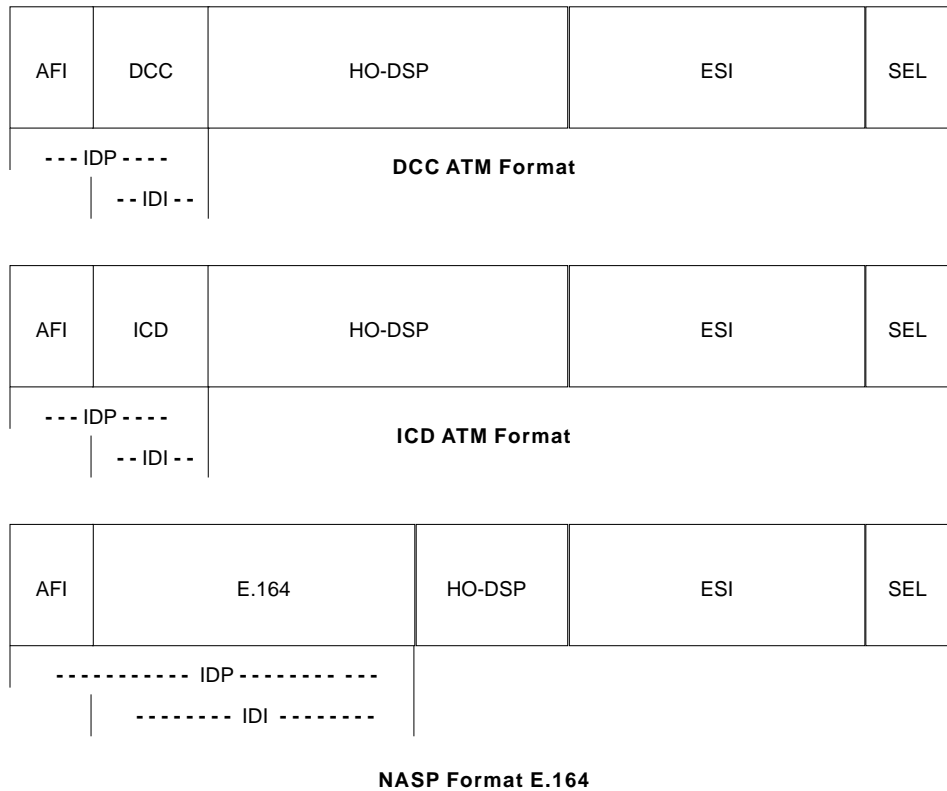 AFI DCC HO-DSP ESI SEL
- - - IDP - - - -
DCC ATM Format
- - IDI - -
AFI ICD HO-DSP ESI SEL
- - - IDP - - - -
ICD ATM Format
- - IDI - -
AFI E.164 HO-DSP ESI SEL
- - - - - - - - - - - IDP - - - - - - - - - - -
- - - - - - - - IDI - - - - - - - -
NASP Format E.164